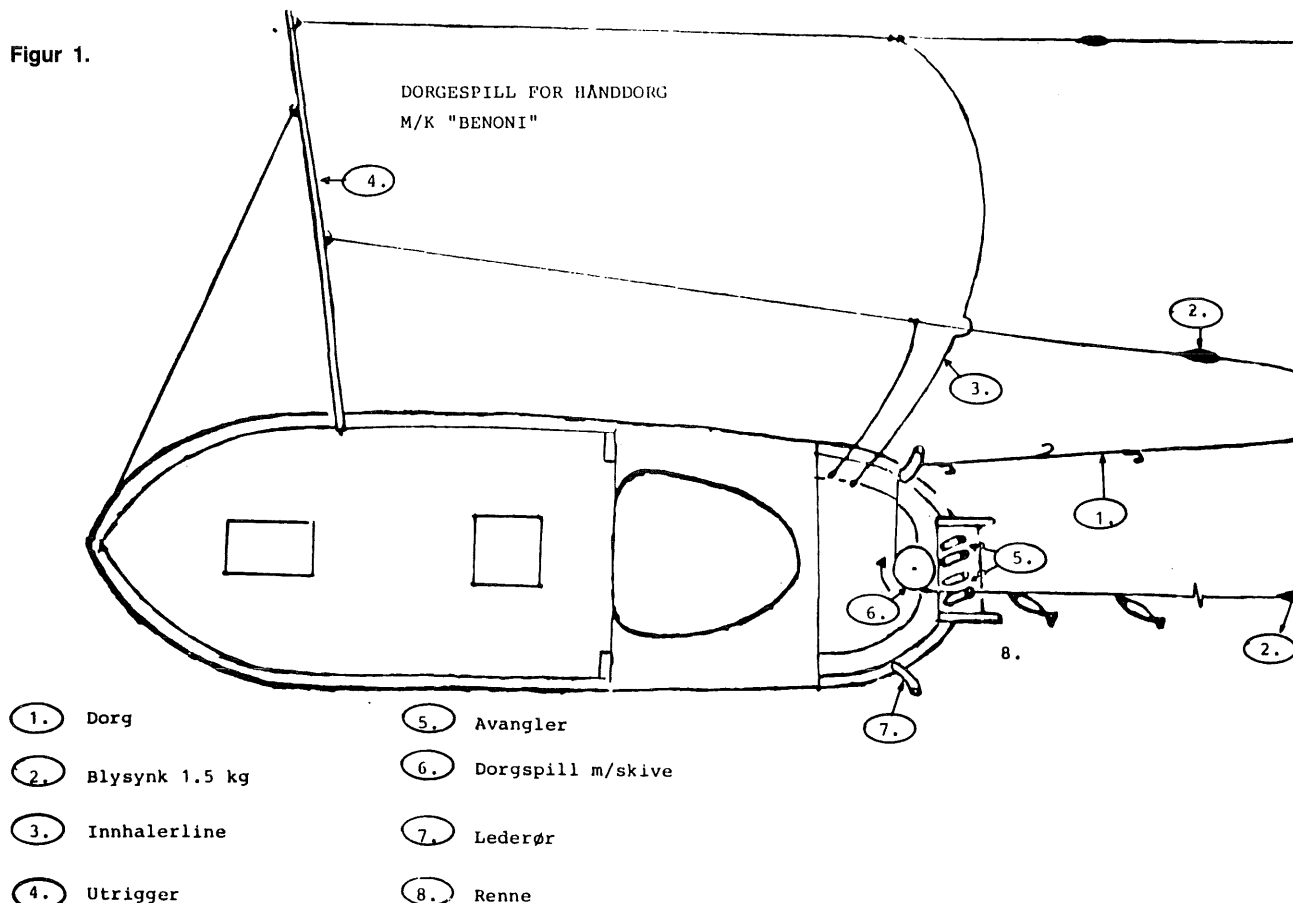 Figur 1.
DORGESPILL FOR HÅNDDORG
M/K "BENONI"
4.
2.
3.
1.
5.
6.
2.
8.
7.
1. Dorg
2. Blysynk 1.5 kg
3. Innhalerline
4. Utrigger
5. Avangler
6. Dorgspill m/skive
7. Lederør
8. Renne